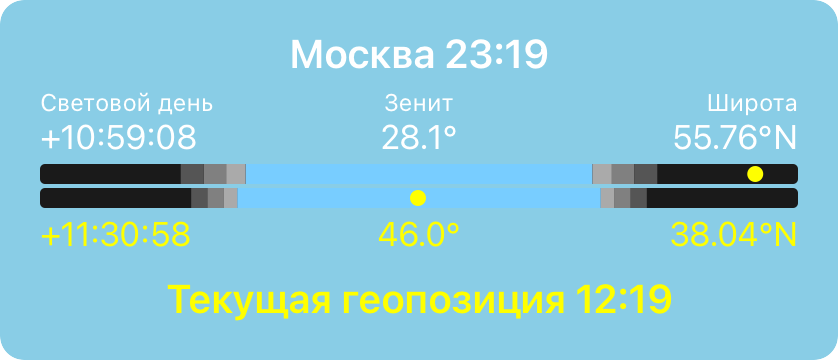 Москва 23:19
Световой день Зенит Широта
+10:59:08 28.1° 55.76°N
+11:30:58 46.0° 38.04°N
Текущая геопозиция 12:19